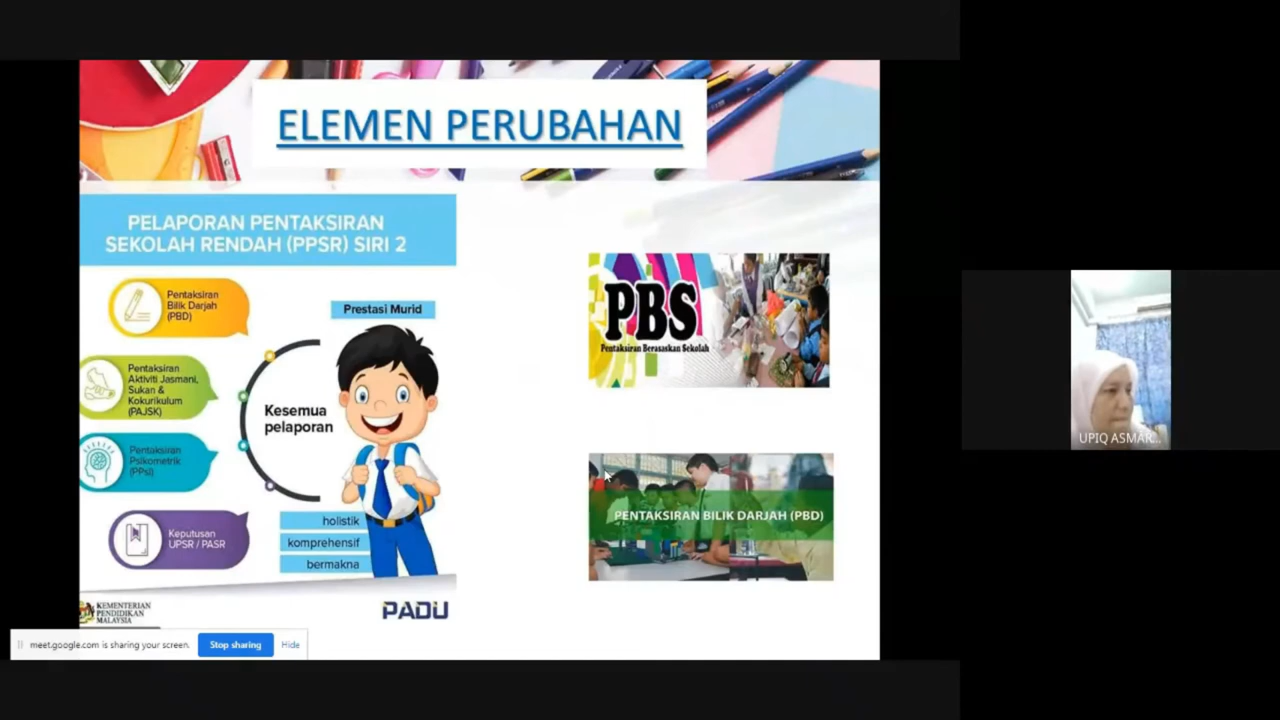 ELEMEN PERUBAHAN
PELAPORAN PENTAKSIRAN
SEKOLAH RENDAH (PPSR) SIRI 2
Pentaksiran
Bilik Darjah
(PBD)
Pentaksiran
Aktiviti Jasmani,
Sukan &
Kokurikulum
(PAJSK)
Pentaksiran
Psikometrik
(PPsi)
Keputusan
UPSR / PASR
Prestasi Murid
Kesemua
pelaporan
holistik
komprehensif
bermakna
KEMENTERIAN
PENDIDIKAN
MALAYSIA
PADU
PBS
Pentaksiran Berasaskan Sekolah
PENTAKSIRAN BILIK DARJAH (PBD)
meet.google.com is sharing your screen.
Stop sharing
Hide
UPIQ ASMAR...